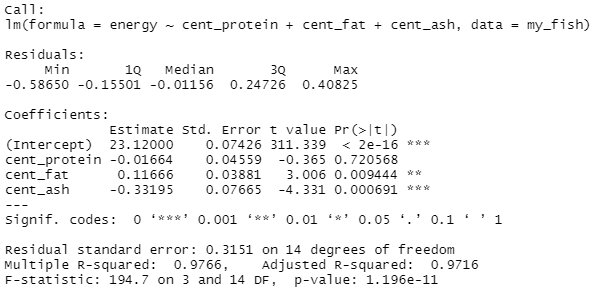 Call:
lm(formula = energy ~ cent_protein + cent_fat + cent_ash, data = my_fish)
Residuals:
Min 1Q Median 3Q Max
-0.58650 -0.15501 -0.01156 0.24726 0.40825
Coefficients:
Estimate Std. Error t value Pr(>|t|)
(Intercept) 23.12000 0.07426 311.339 < 2e-16 ***
cent_protein -0.01664 0.04559 -0.365 0.720568
cent_fat 0.11666 0.03881 3.006 0.009444 **
cent_ash -0.33195 0.07665 -4.331 0.000691 ***
---
Signif. codes: 0 ‘***’ 0.001 ‘**’ 0.01 ‘*’ 0.05 ‘.’ 0.1 ‘ ’ 1
Residual standard error: 0.3151 on 14 degrees of freedom
Multiple R-squared: 0.9766, Adjusted R-squared: 0.9716
F-statistic: 194.7 on 3 and 14 DF, p-value: 1.196e-11